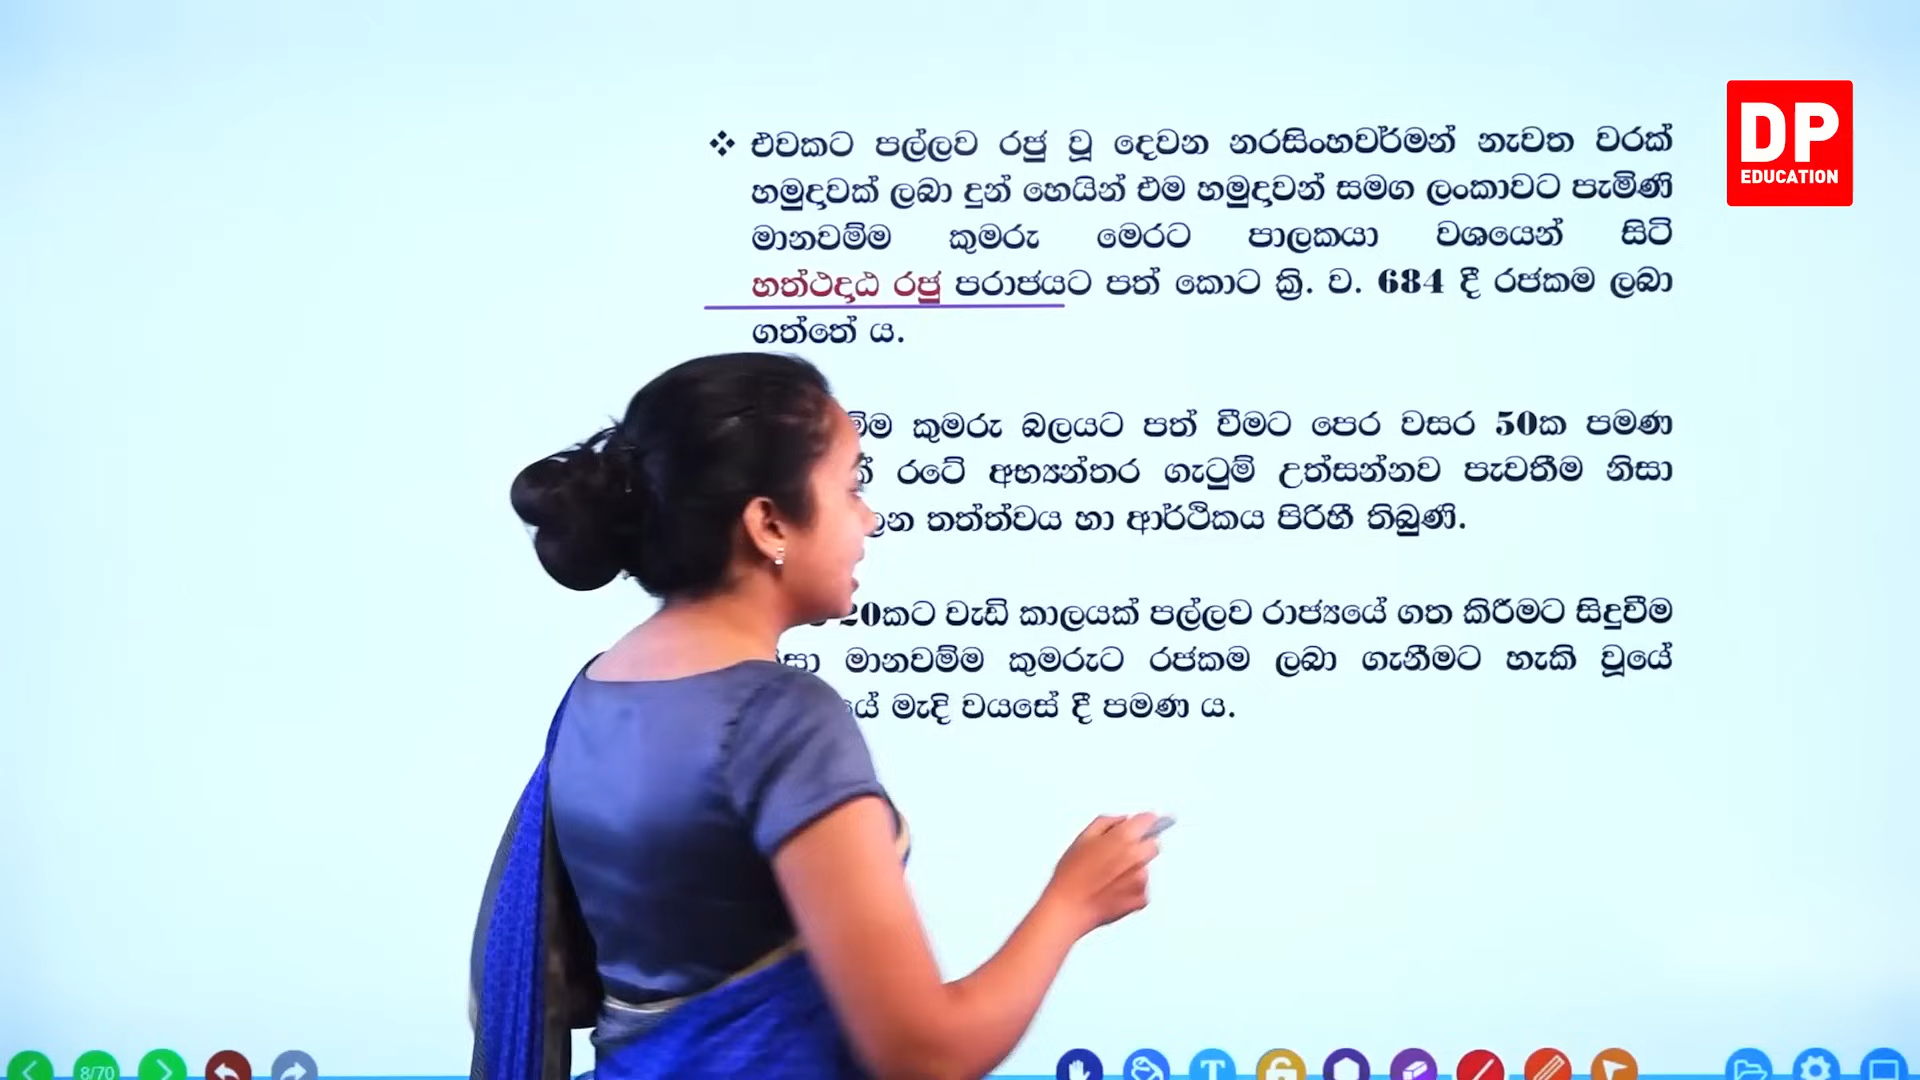 DP
EDUCATION
❖ එවකට පල්ලව රජු වූ දෙවන නරසිංහවර්මන් නැවත වරක්
හමුදාවක් ලබා දුන් හෙයින් එම හමුදාවන් සමග ලංකාවට පැමිණි
මානවම්ම කුමරු මෙරට පාලකයා වශයෙන් සිටි
හත්ථදාඨ රජු පරාජයට පත් කොට ක්‍රි. ව. 684 දී රජකම ලබා
ගත්තේ ය.
කුමරු බලයට පත් වීමට පෙර වසර 50ක පමණ
රටේ අභ්‍යන්තර ගැටුම් උත්සන්නව පැවතීම නිසා
තත්ත්වය හා ආර්ථිකය පිරිහී තිබුණි.
20කට වැඩි කාලයක් පල්ලව රාජ්‍යයේ ගත කිරීමට සිදුවීම
මානවම්ම කුමරුට රජකම ලබා ගැනීමට හැකි වූයේ
මැදි වයසේ දී පමණ ය.
8/70